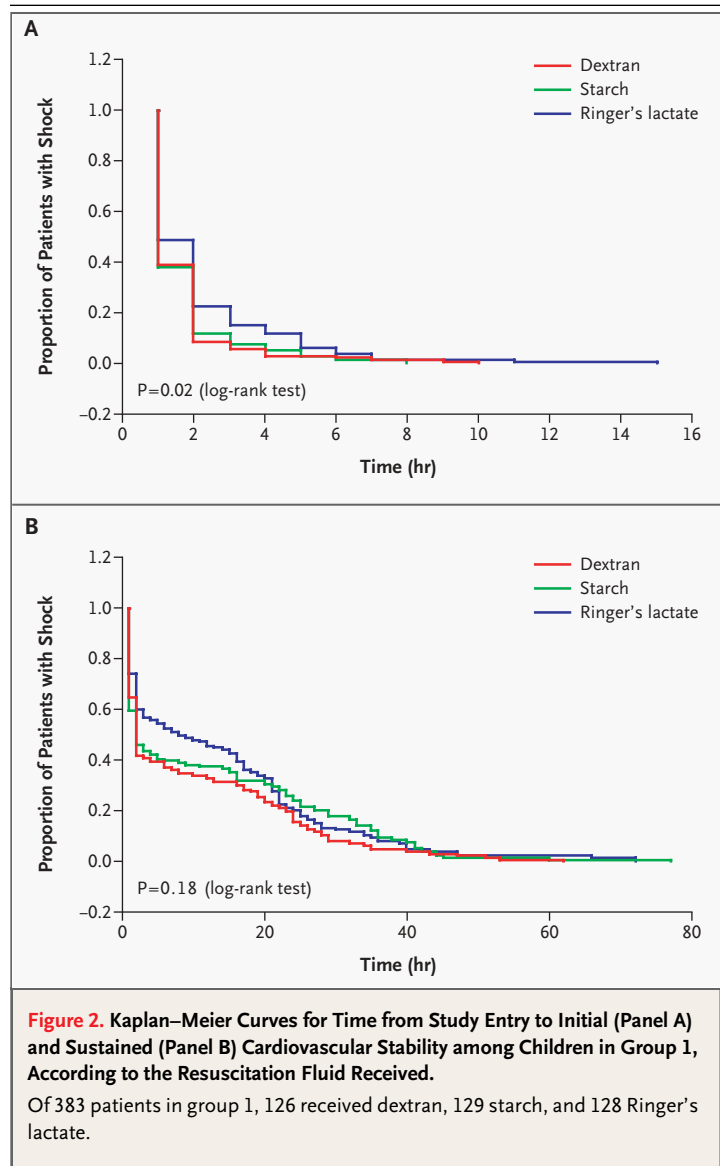 A
1.2
1.0
0.8
0.6
0.4
0.2
0.0
−0.2
Proportion of Patients with Shock
Dextran
Starch
Ringer's lactate
P=0.02 (log-rank test)
0 2 4 6 8 10 12 14 16
Time (hr)
B
1.2
1.0
0.8
0.6
0.4
0.2
0.0
−0.2
Proportion of Patients with Shock
Dextran
Starch
Ringer's lactate
P=0.18 (log-rank test)
0 20 40 60 80
Time (hr)
Figure 2. Kaplan–Meier Curves for Time from Study Entry to Initial (Panel A)
and Sustained (Panel B) Cardiovascular Stability among Children in Group 1,
According to the Resuscitation Fluid Received.
Of 383 patients in group 1, 126 received dextran, 129 starch, and 128 Ringer's
lactate.